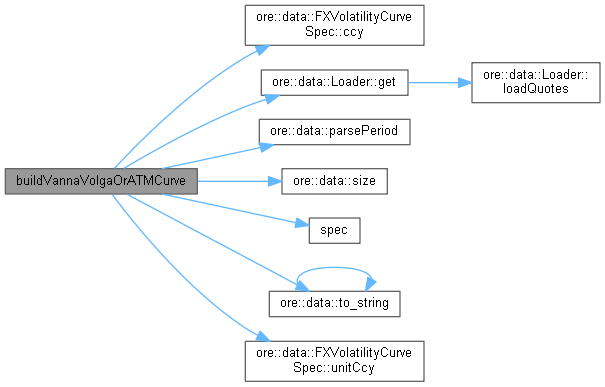 ore::data::FXVolatilityCurve
Spec::ccy
ore::data::Loader::get
ore::data::Loader::
loadQuotes
ore::data::parsePeriod
buildVannaVolgaOrATMCurve
ore::data::size
spec
ore::data::to_string
ore::data::FXVolatilityCurve
Spec::unitCcy